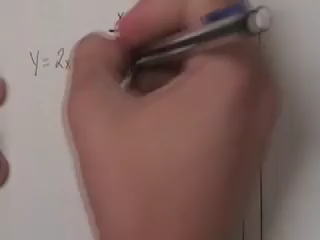 x
y = 2x